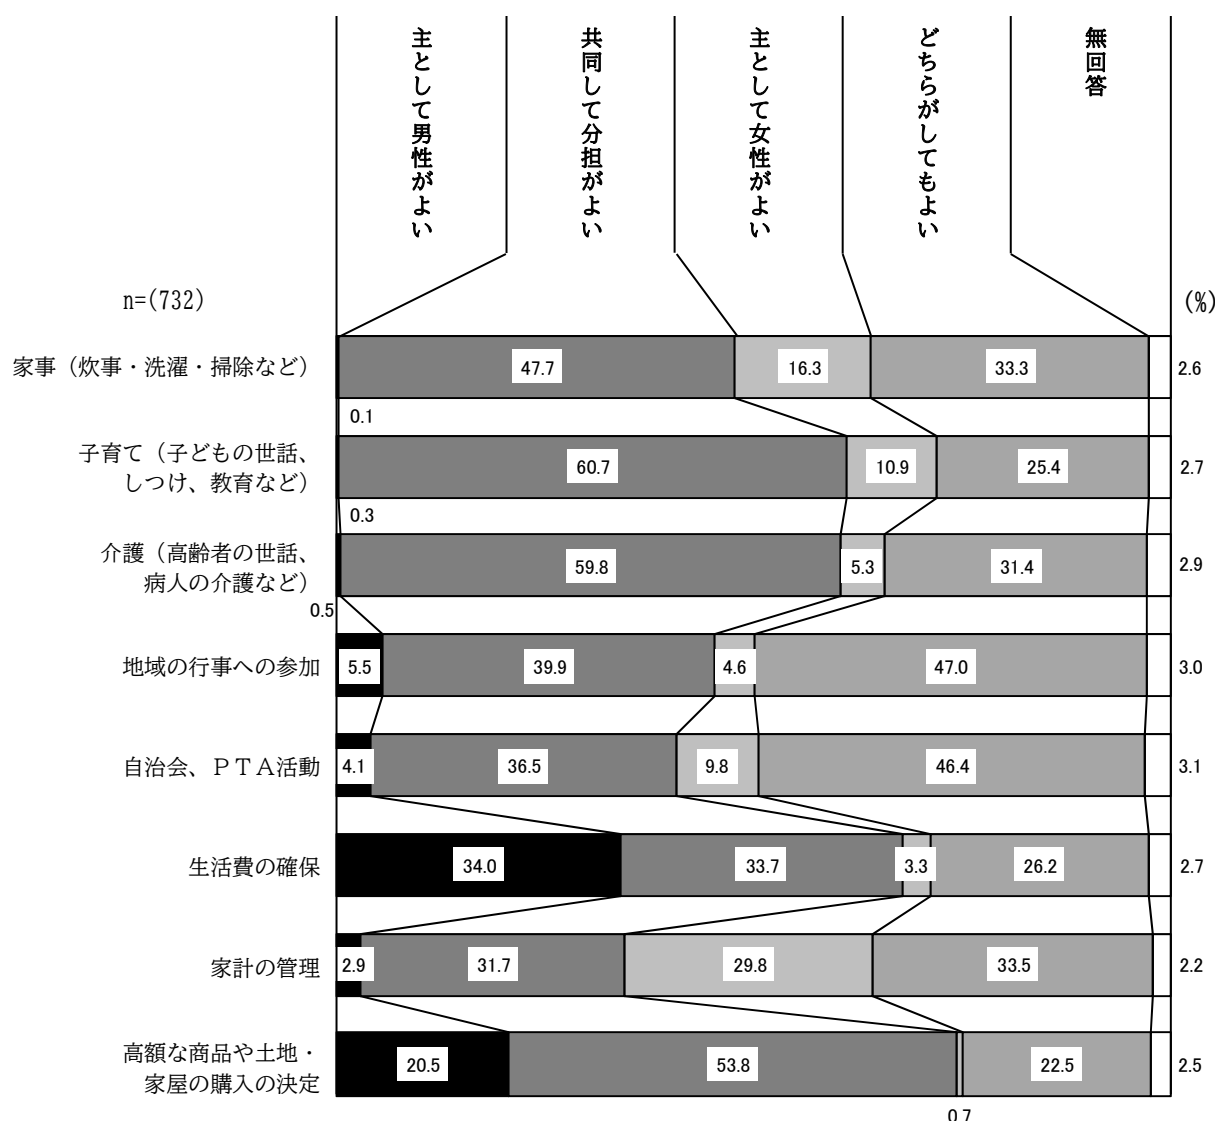 主として男性がよい
共同して分担がよい
主として女性がよい
どちらがしてもよい
無回答
n=(732)
(%)
家事（炊事・洗濯・掃除など）
47.7
16.3
33.3
2.6
0.1
子育て（子どもの世話、
しつけ、教育など）
60.7
10.9
25.4
2.7
0.3
介護（高齢者の世話、
病人の介護など）
59.8
5.3
31.4
2.9
0.5
地域の行事への参加
5.5
39.9
4.6
47.0
3.0
自治会、ＰＴＡ活動
4.1
36.5
9.8
46.4
3.1
生活費の確保
34.0
33.7
3.3
26.2
2.7
家計の管理
2.9
31.7
29.8
33.5
2.2
高額な商品や土地・
家屋の購入の決定
20.5
53.8
22.5
2.5
0.7